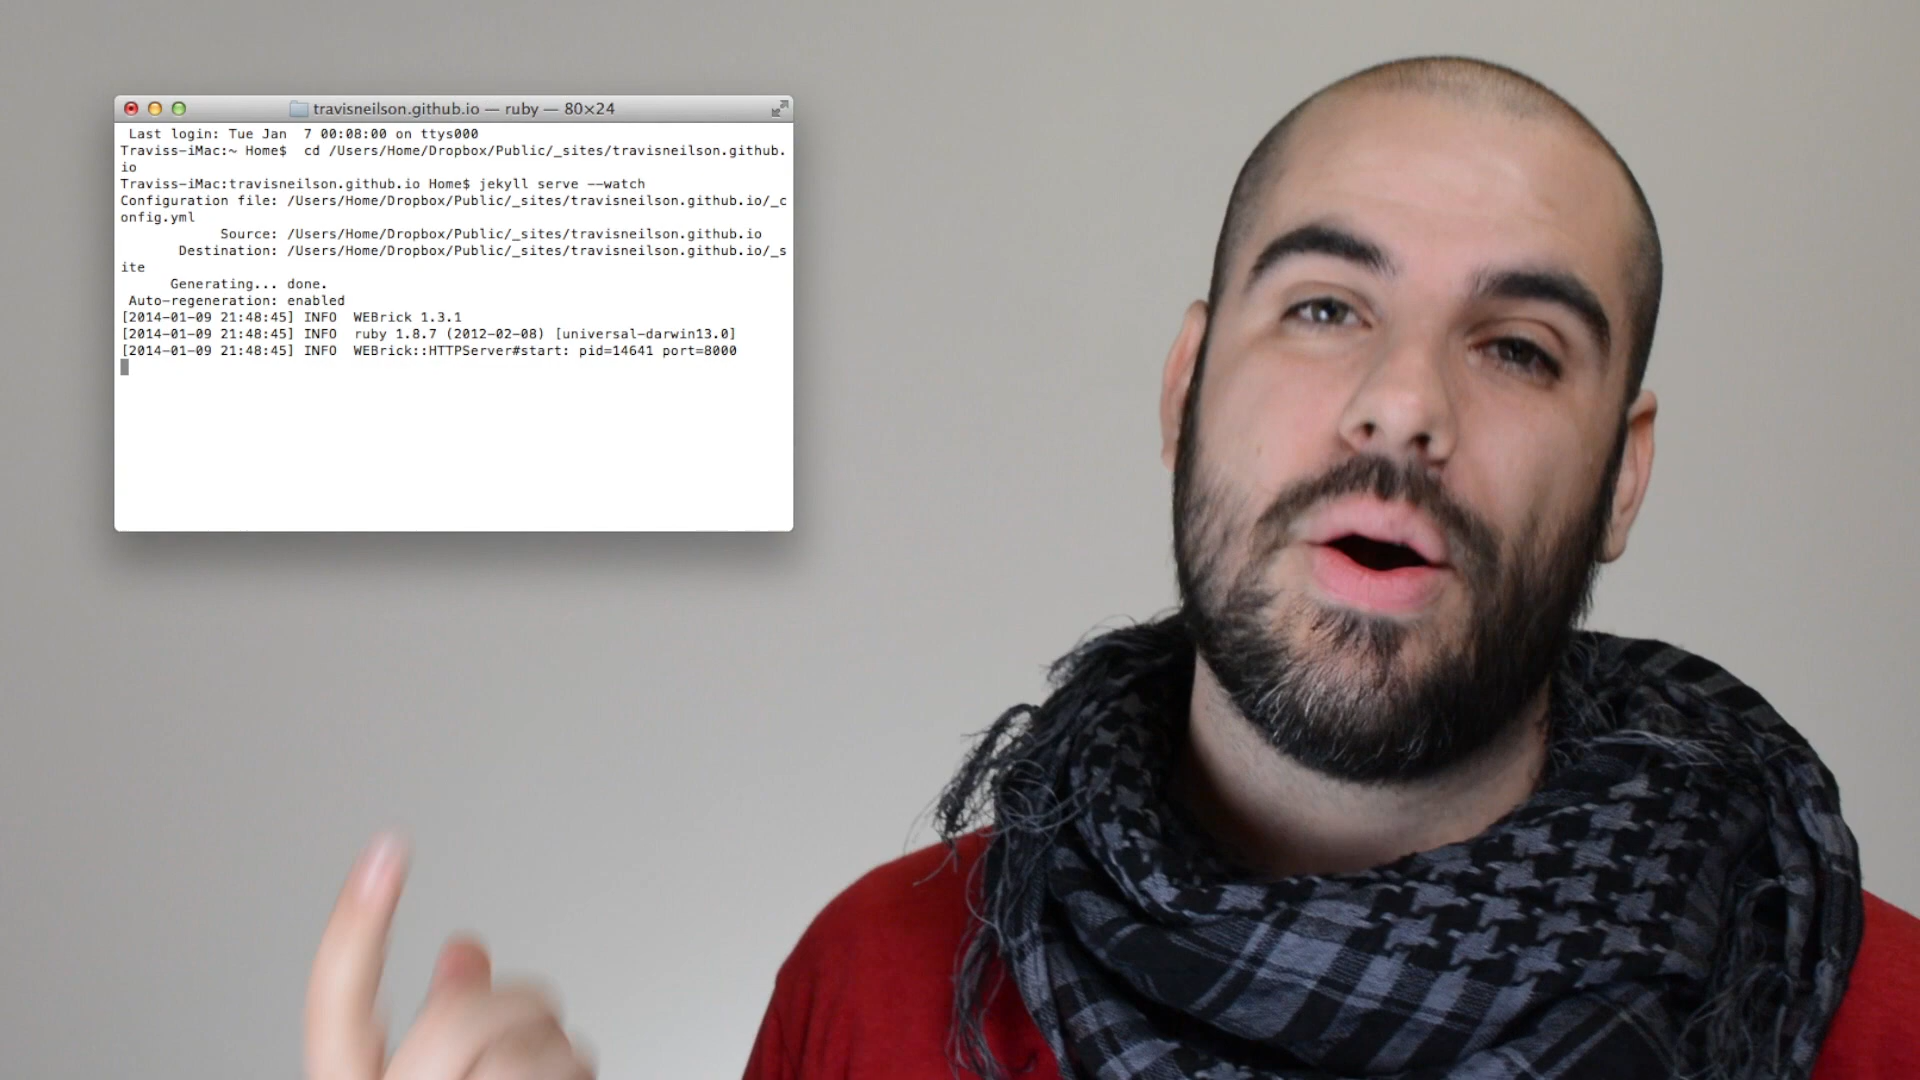 travisneilson.github.io — ruby — 80×24
Last login: Tue Jan  7 00:08:00 on ttys000
Traviss-iMac:~ Home$  cd /Users/Home/Dropbox/Public/_sites/travisneilson.github.
io
Traviss-iMac:travisneilson.github.io Home$ jekyll serve --watch
Configuration file: /Users/Home/Dropbox/Public/_sites/travisneilson.github.io/_c
onfig.yml
Source: /Users/Home/Dropbox/Public/_sites/travisneilson.github.io
Destination: /Users/Home/Dropbox/Public/_sites/travisneilson.github.io/_s
ite
Generating... done.
Auto-regeneration: enabled
[2014-01-09 21:48:45] INFO  WEBrick 1.3.1
[2014-01-09 21:48:45] INFO  ruby 1.8.7 (2012-02-08) [universal-darwin13.0]
[2014-01-09 21:48:45] INFO  WEBrick::HTTPServer#start: pid=14641 port=8000